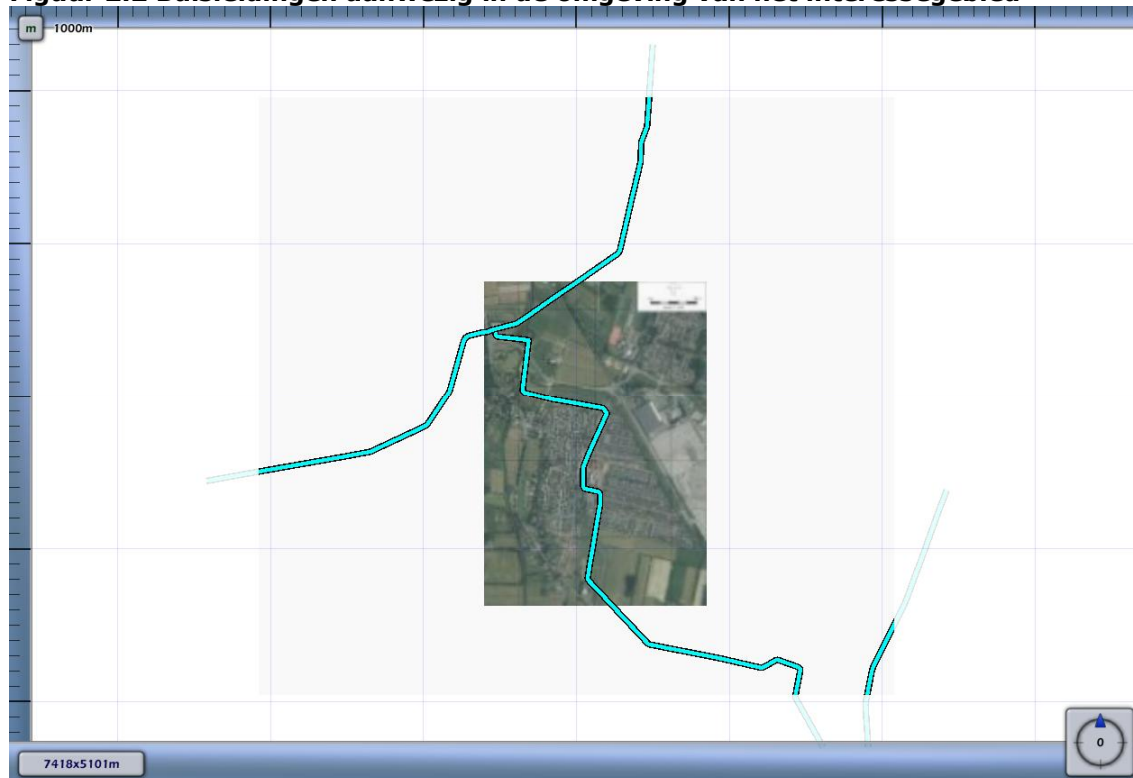 Figuur 2.2 Buisleidingen aanwezig in de omgeving van het interessegebied
m
1000m
7418x5101m
0